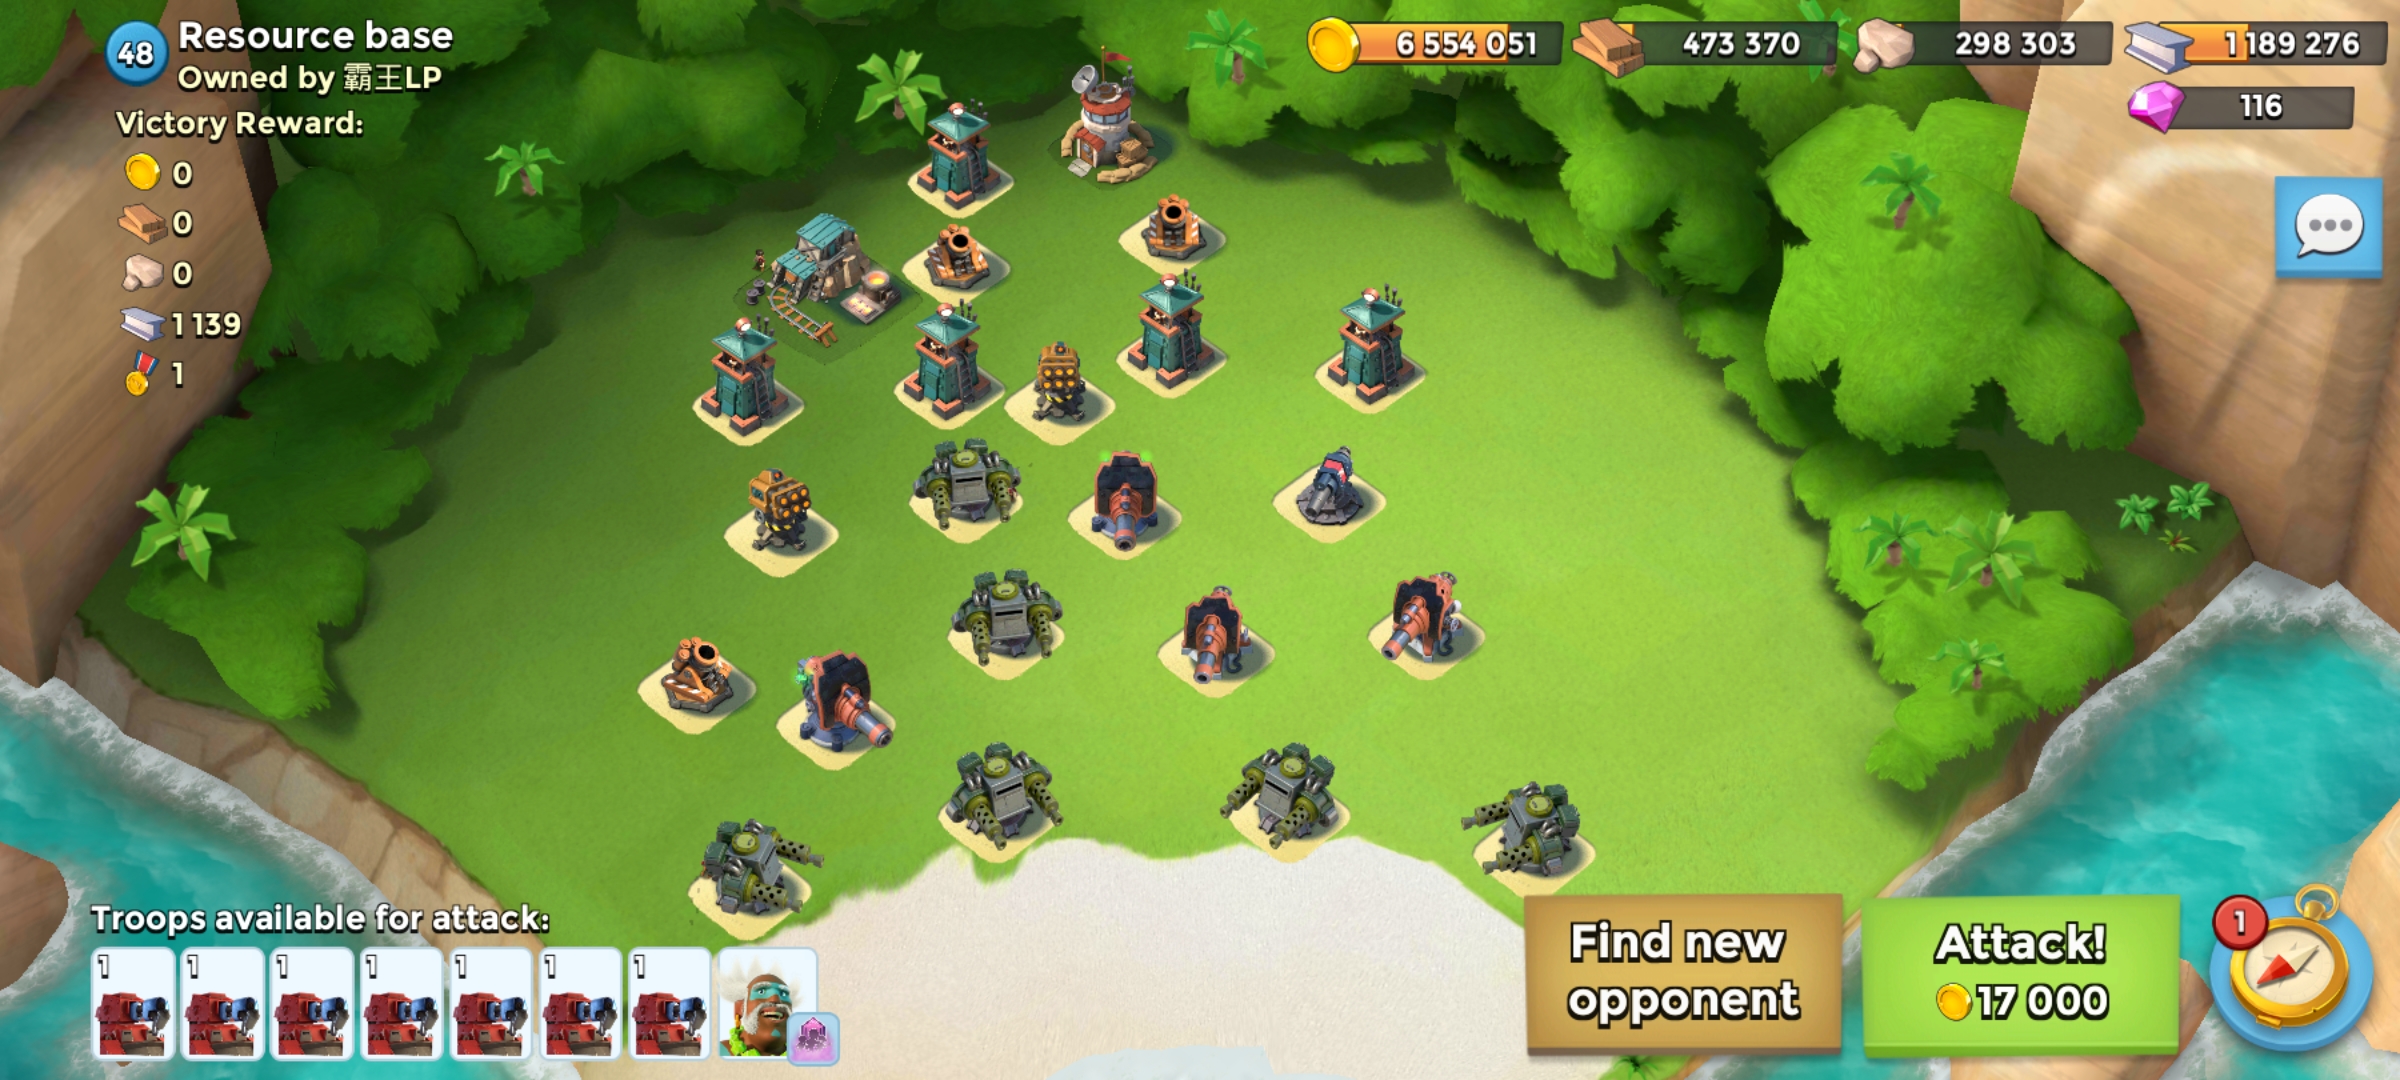 48
Resource base
Owned by 霸王LP
Victory Reward:
0
0
0
1 139
1
6 554 051
473 370
298 303
1 189 276
116
Troops available for attack:
1
1
1
1
1
1
1
Find new
opponent
Attack!
17 000
1